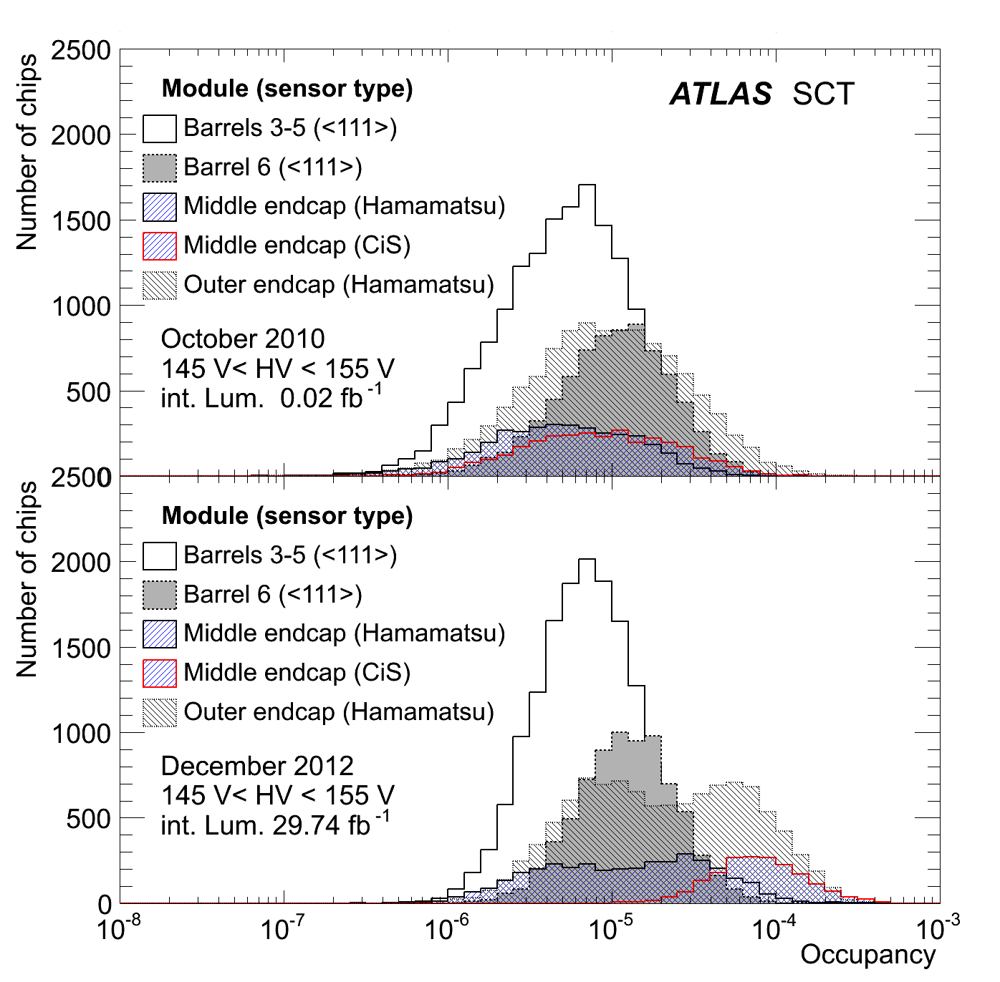 2500
2000
1500
1000
500
Number of chips
Module (sensor type)
Barrels 3-5 (<111>)
Barrel 6 (<111>)
Middle endcap (Hamamatsu)
Middle endcap (CiS)
Outer endcap (Hamamatsu)
October 2010
145 V< HV < 155 V
int. Lum. 0.02 fb⁻¹
ATLAS SCT
2500
2000
1500
1000
500
0
Number of chips
Module (sensor type)
Barrels 3-5 (<111>)
Barrel 6 (<111>)
Middle endcap (Hamamatsu)
Middle endcap (CiS)
Outer endcap (Hamamatsu)
December 2012
145 V< HV < 155 V
int. Lum. 29.74 fb⁻¹
10⁻⁸ 10⁻⁷ 10⁻⁶ 10⁻⁵ 10⁻⁴ 10⁻³
Occupancy